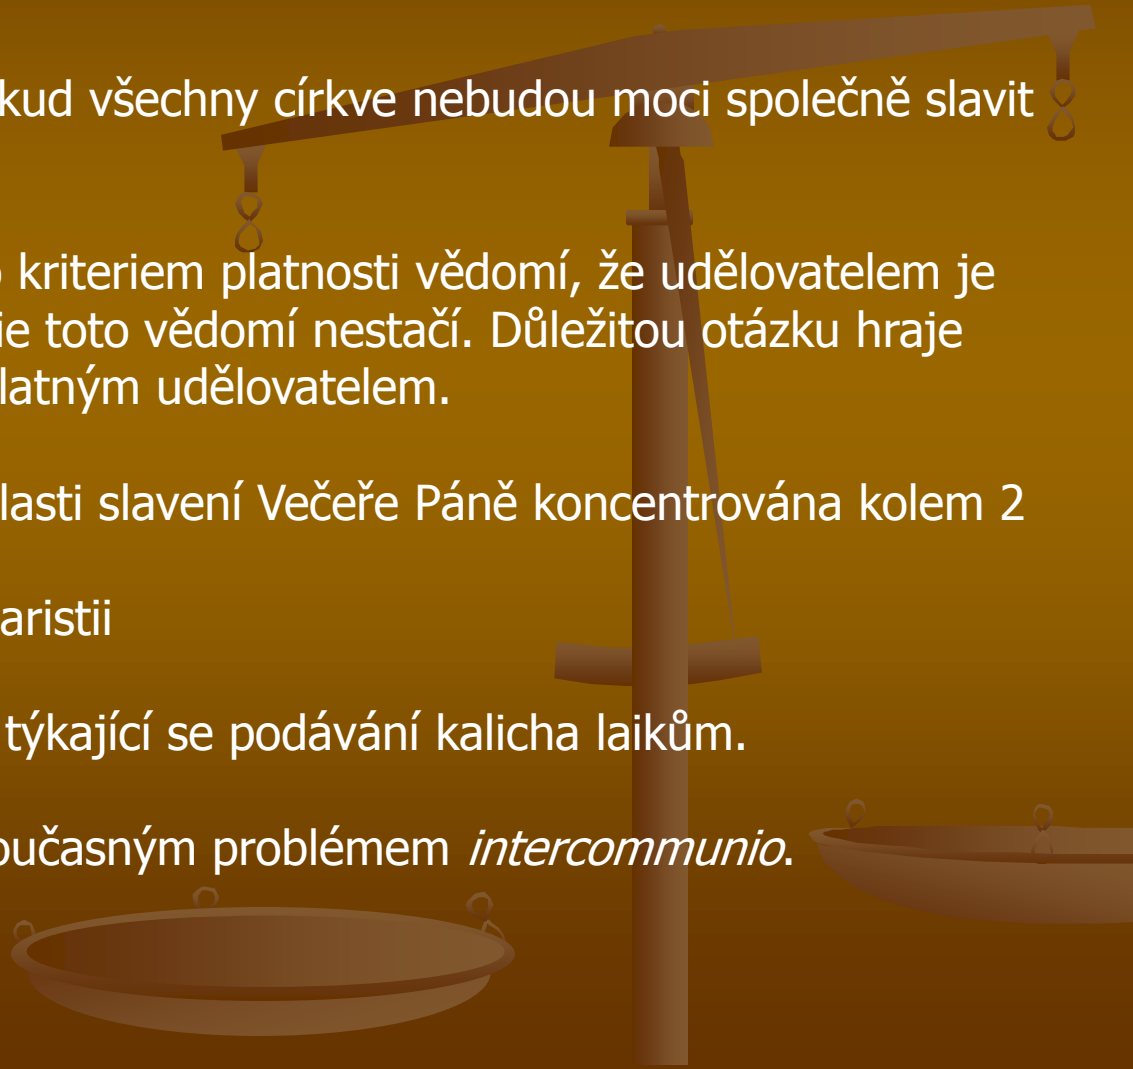 kud všechny církve nebudou moci společně slavit
kriteriem platnosti vědomí, že udělovatelem je
ie toto vědomí nestačí. Důležitou otázku hraje
latným udělovatelem.
lasti slavení Večeře Páně koncentrována kolem 2
aristii
týkající se podávání kalicha laikům.
oučasným problémem intercommunio.